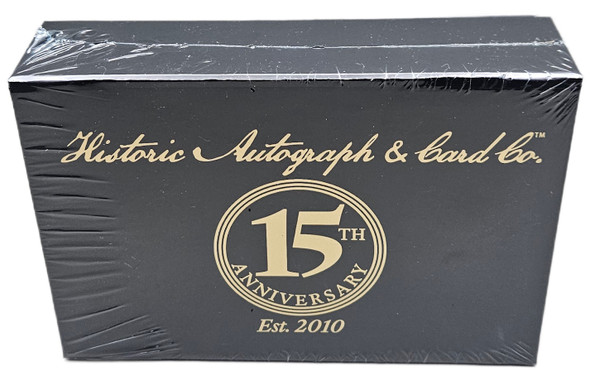 Historic Autograph & Card Co.™
15TH
ANNIVERSARY
Est. 2010